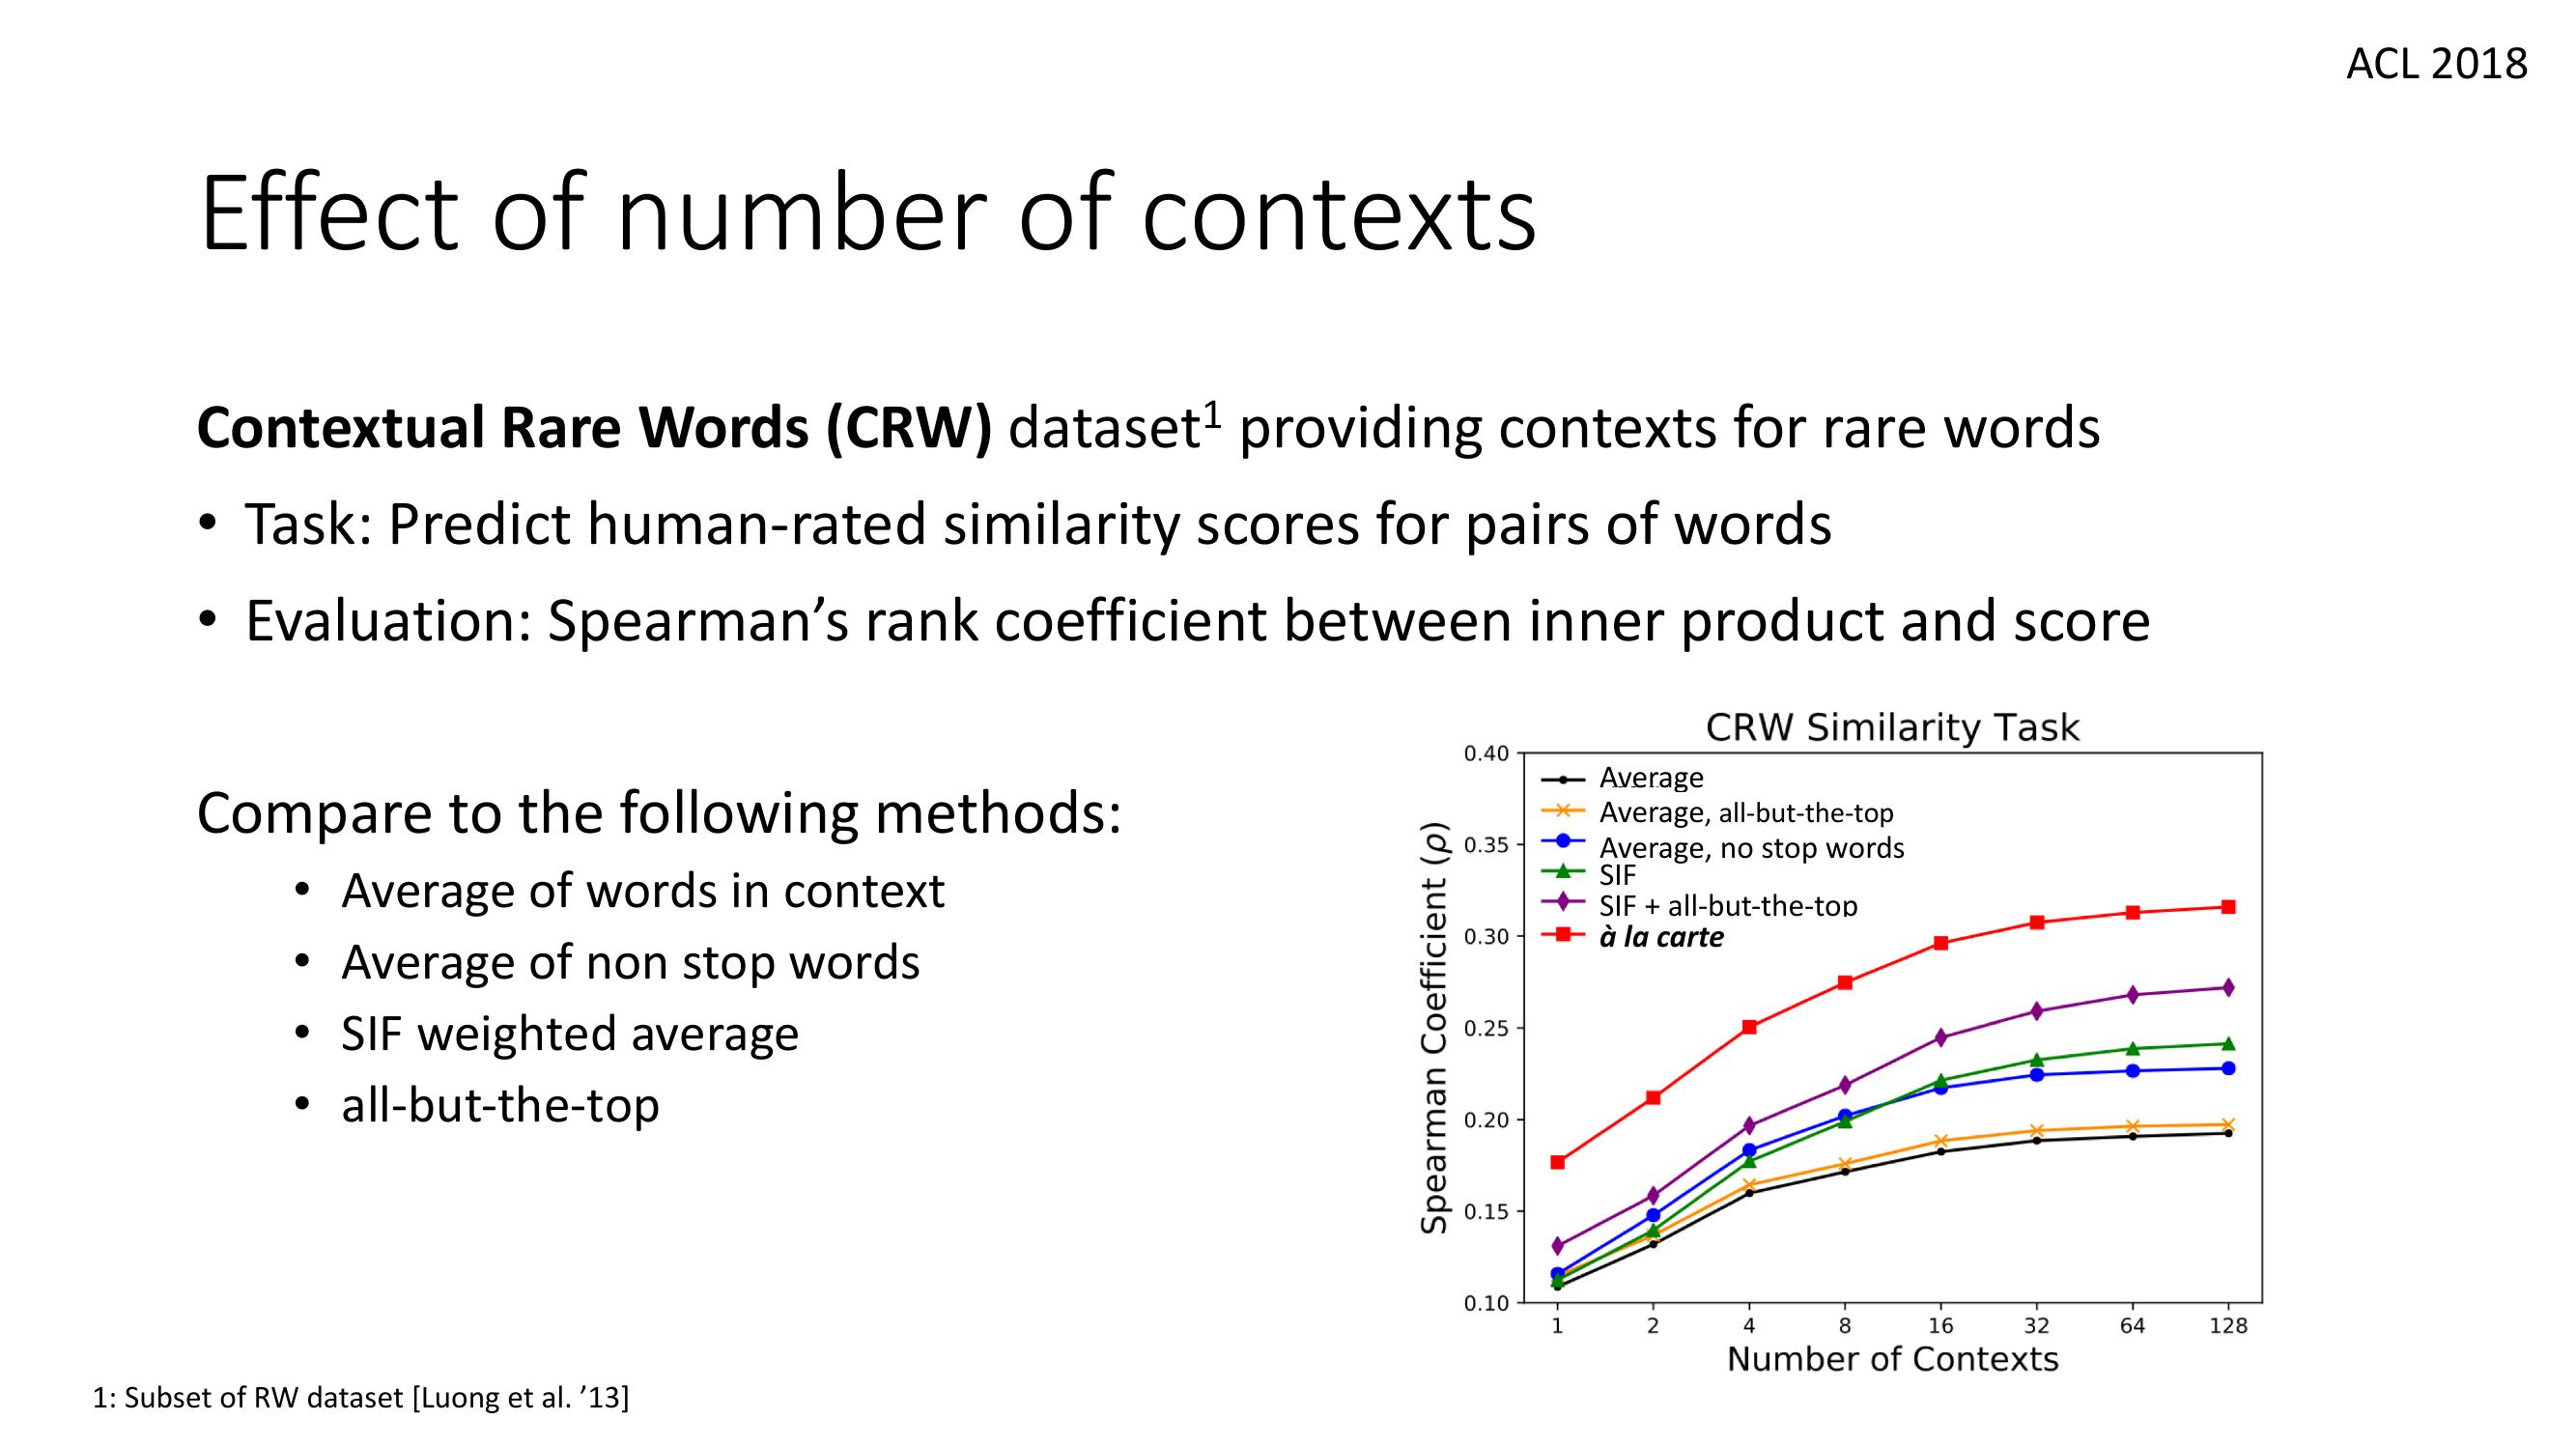 ACL 2018
Effect of number of contexts
Contextual Rare Words (CRW) dataset1 providing contexts for rare words
• Task: Predict human-rated similarity scores for pairs of words
• Evaluation: Spearman’s rank coefficient between inner product and score
Compare to the following methods:
• Average of words in context
• Average of non stop words
• SIF weighted average
• all-but-the-top
CRW Similarity Task
Average
Average, all-but-the-top
Average, no stop words
SIF
SIF + all-but-the-top
à la carte
Spearman Coefficient (ρ)
0.40
0.35
0.30
0.25
0.20
0.15
0.10
1 2 4 8 16 32 64 128
Number of Contexts
1: Subset of RW dataset [Luong et al. ’13]